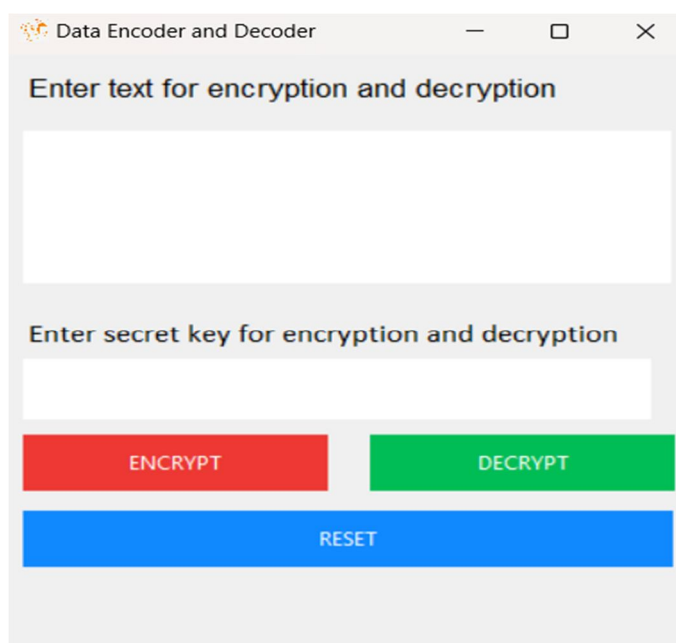 Data Encoder and Decoder
Enter text for encryption and decryption
Enter secret key for encryption and decryption
ENCRYPT
DECRYPT
RESET